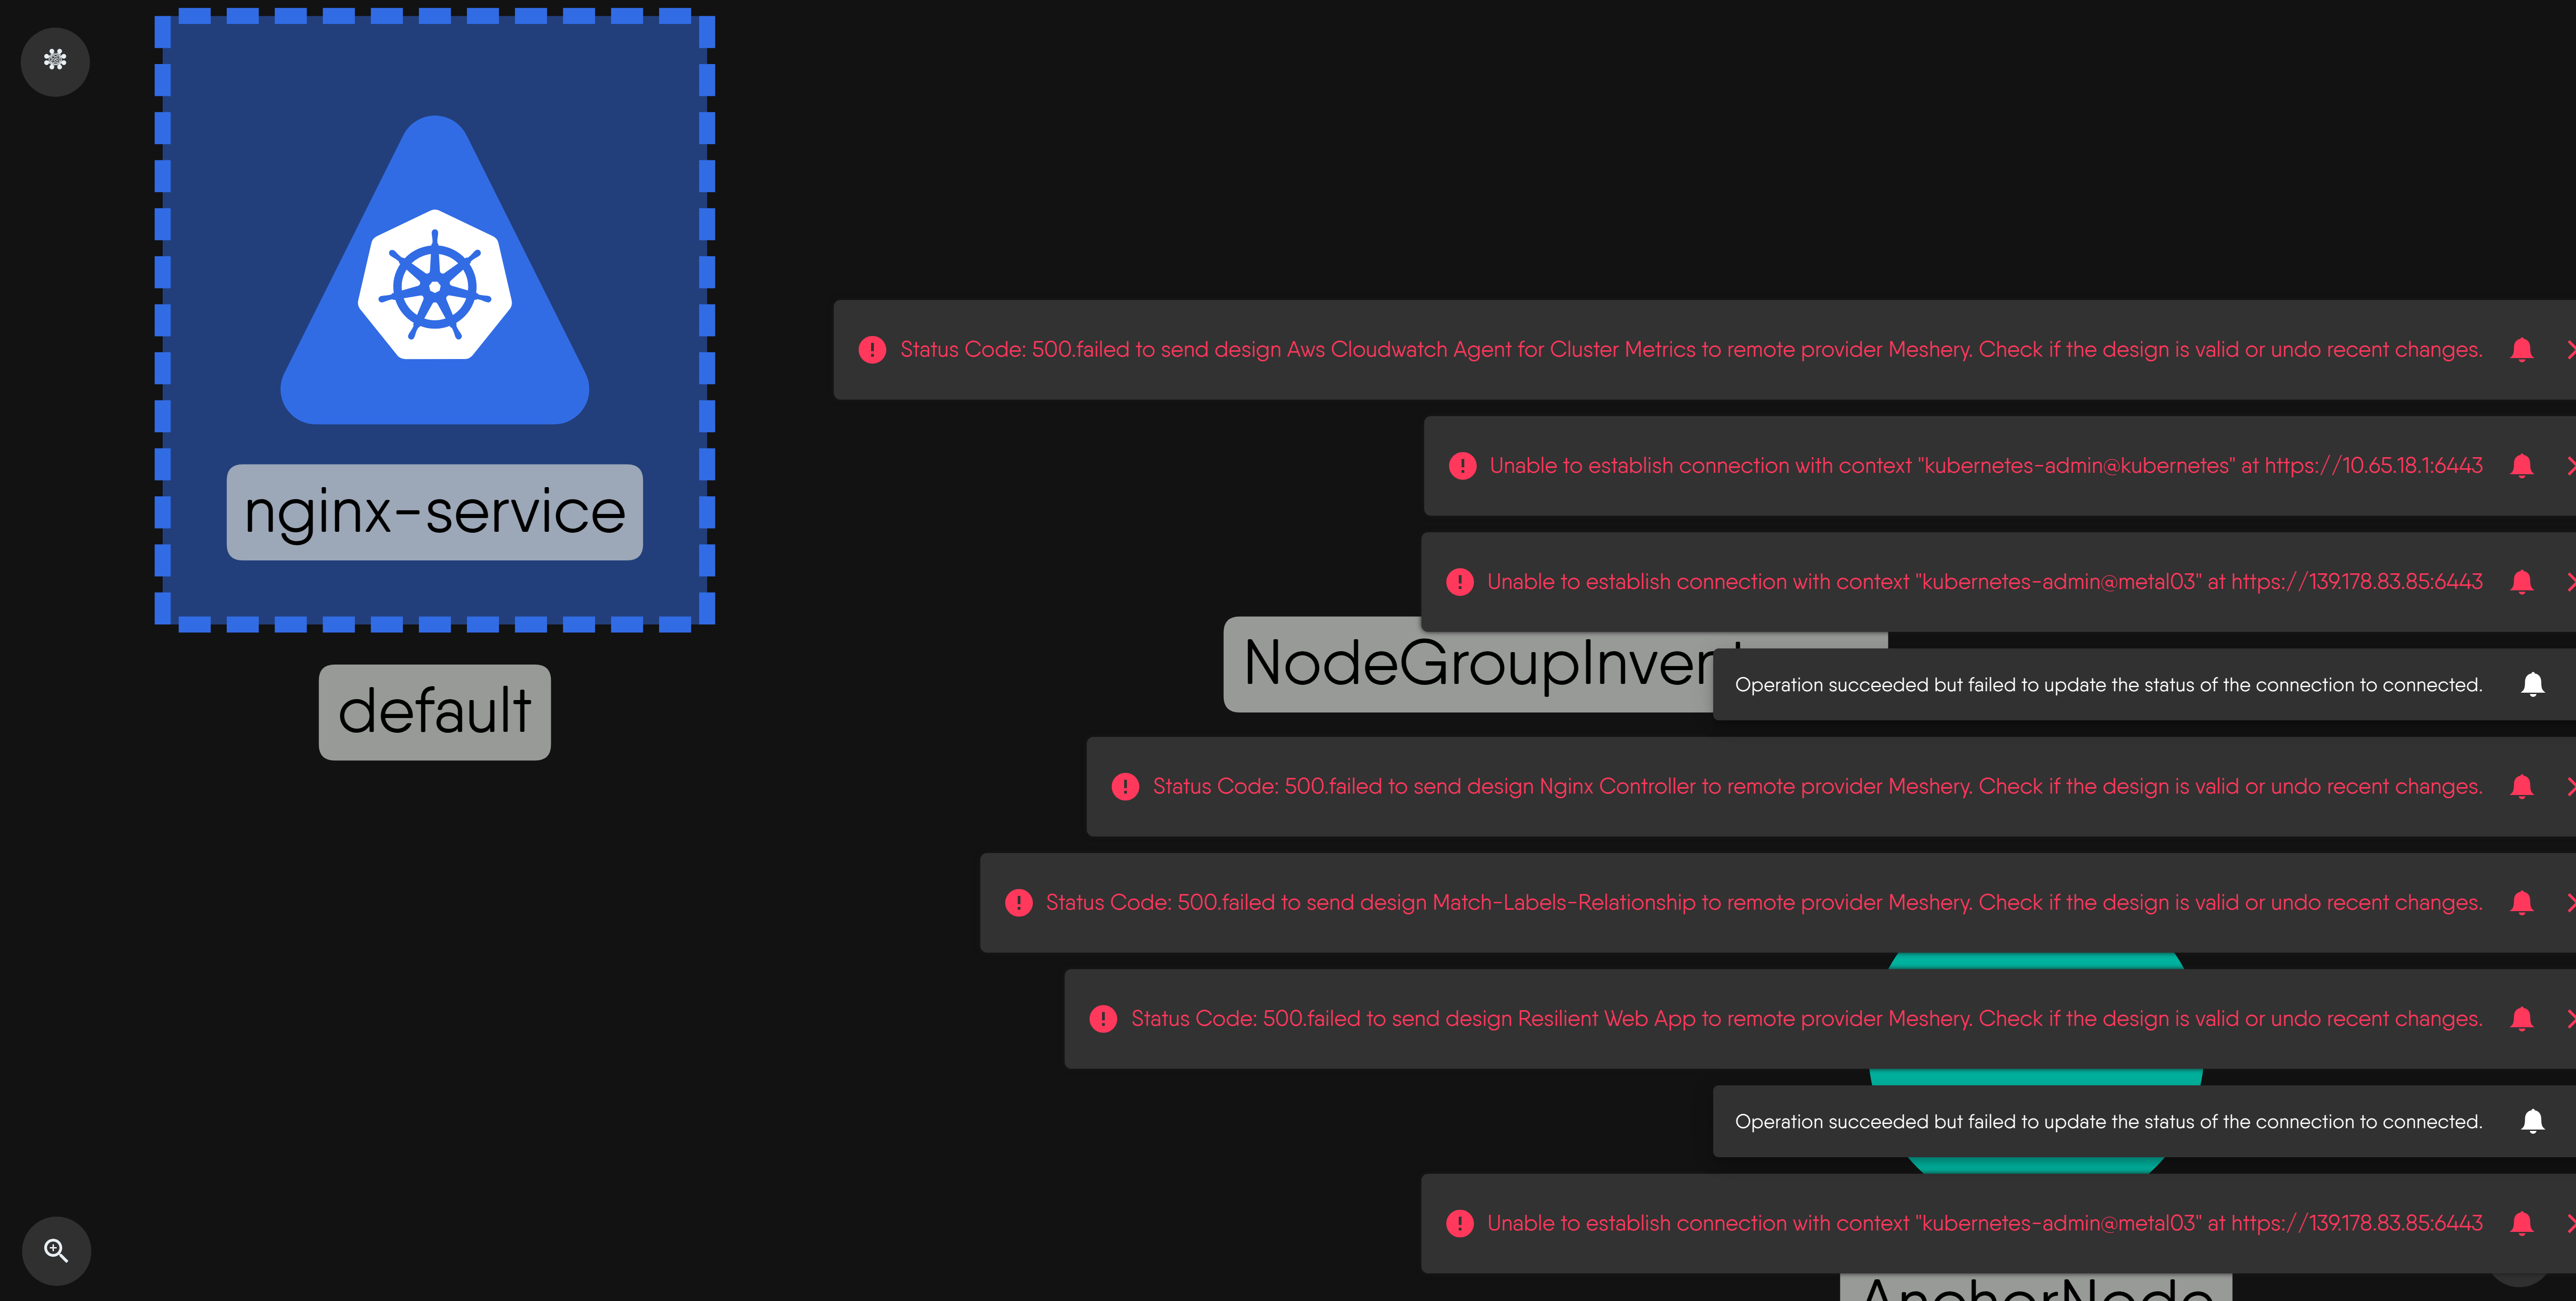 nginx-service
default
Status Code: 500.failed to send design Aws Cloudwatch Agent for Cluster Metrics to remote provider Meshery. Check if the design is valid or undo recent changes.
Unable to establish connection with context "kubernetes-admin@kubernetes" at https://10.65.18.1:6443
Unable to establish connection with context "kubernetes-admin@metal03" at https://139.178.83.85:6443
Operation succeeded but failed to update the status of the connection to connected.
Status Code: 500.failed to send design Nginx Controller to remote provider Meshery. Check if the design is valid or undo recent changes.
Status Code: 500.failed to send design Match-Labels-Relationship to remote provider Meshery. Check if the design is valid or undo recent changes.
Status Code: 500.failed to send design Resilient Web App to remote provider Meshery. Check if the design is valid or undo recent changes.
Operation succeeded but failed to update the status of the connection to connected.
Unable to establish connection with context "kubernetes-admin@metal03" at https://139.178.83.85:6443
AnchorNode